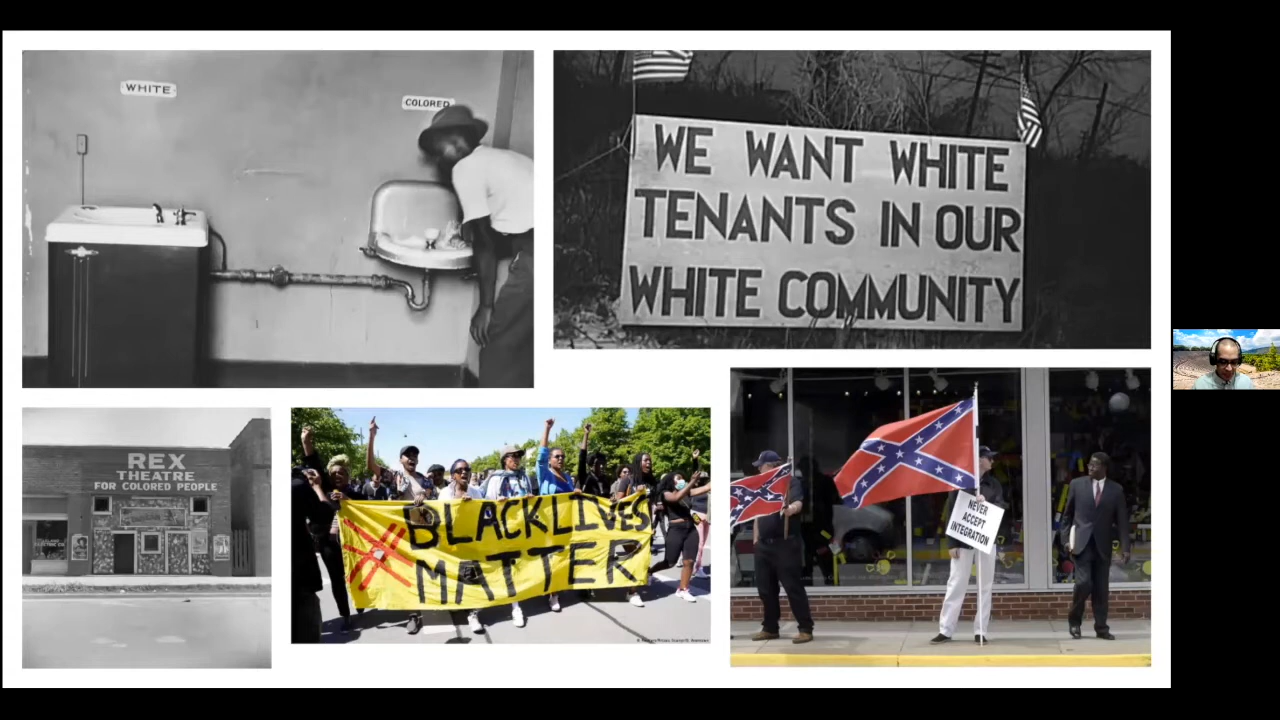 WHITE
COLORED
WE WANT WHITE
TENANTS IN OUR
WHITE COMMUNITY
REX
THEATRE
FOR COLORED PEOPLE
BLACK LIVES
MATTER
NEVER
ACCEPT
INTEGRATION